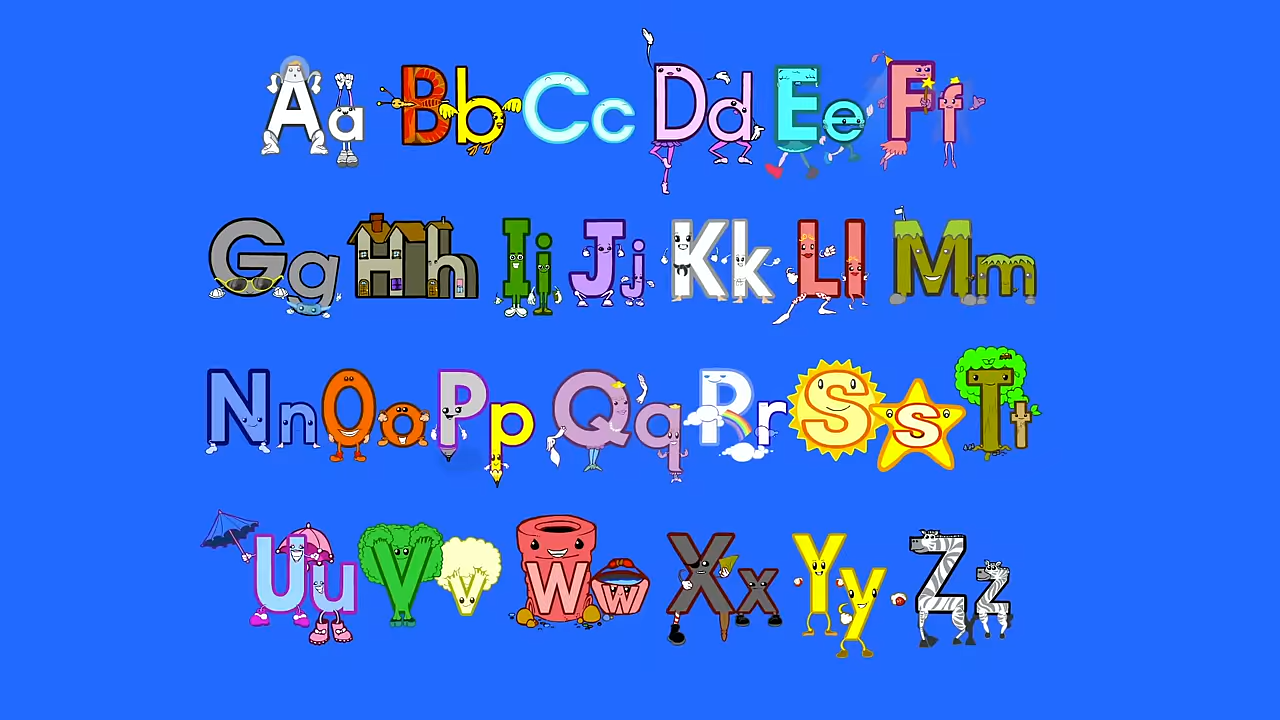 Aa Bb Cc Dd Ee Ff
Gg Hh Ii Jj Kk Ll Mm
Nn Oo Pp Qq Rr Ss Tt
Uu Vv Ww Xx Yy Zz